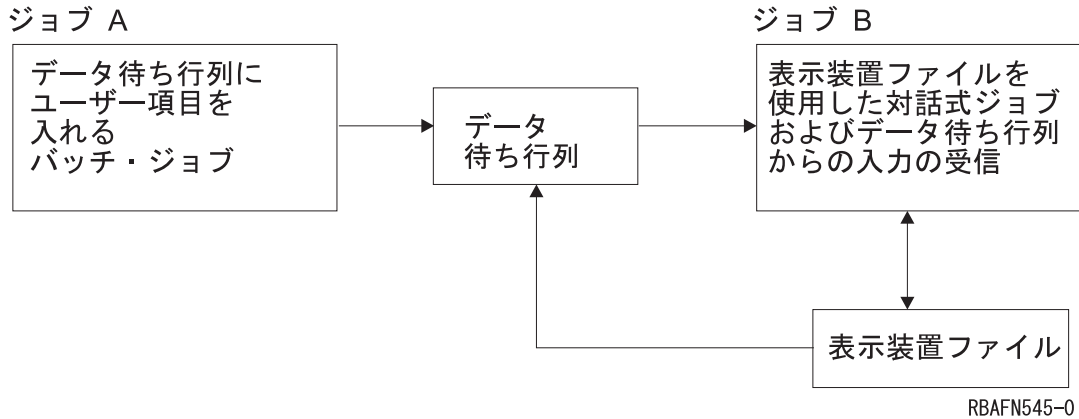 ジョブ A
データ待ち行列に
ユーザー項目を
入れる
バッチ・ジョブ
データ
待ち行列
ジョブ B
表示装置ファイルを
使用した対話式ジョブ
およびデータ待ち行列
からの入力の受信
表示装置ファイル
RBAFN545-0